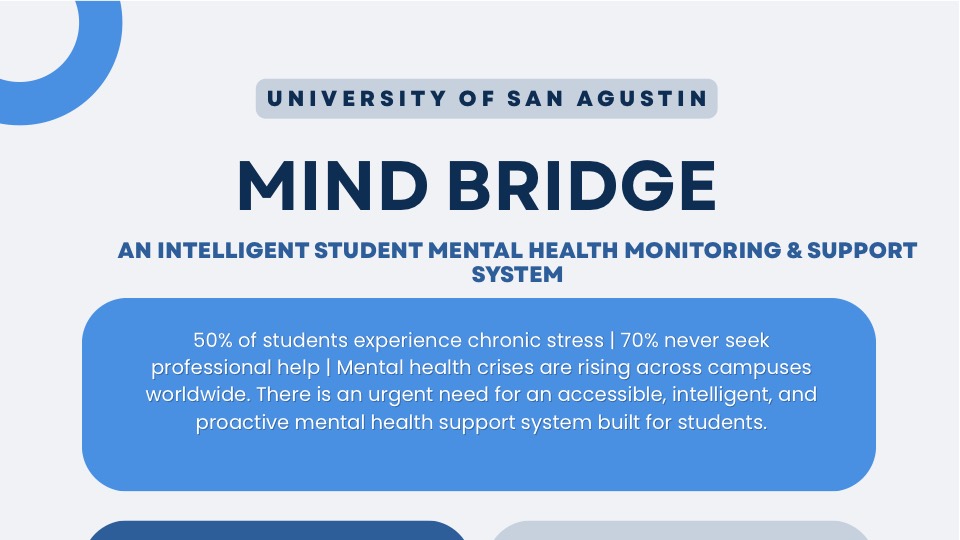 UNIVERSITY OF SAN AGUSTIN
MIND BRIDGE
AN INTELLIGENT STUDENT MENTAL HEALTH MONITORING & SUPPORT
SYSTEM
50% of students experience chronic stress | 70% never seek
professional help | Mental health crises are rising across campuses
worldwide. There is an urgent need for an accessible, intelligent, and
proactive mental health support system built for students.